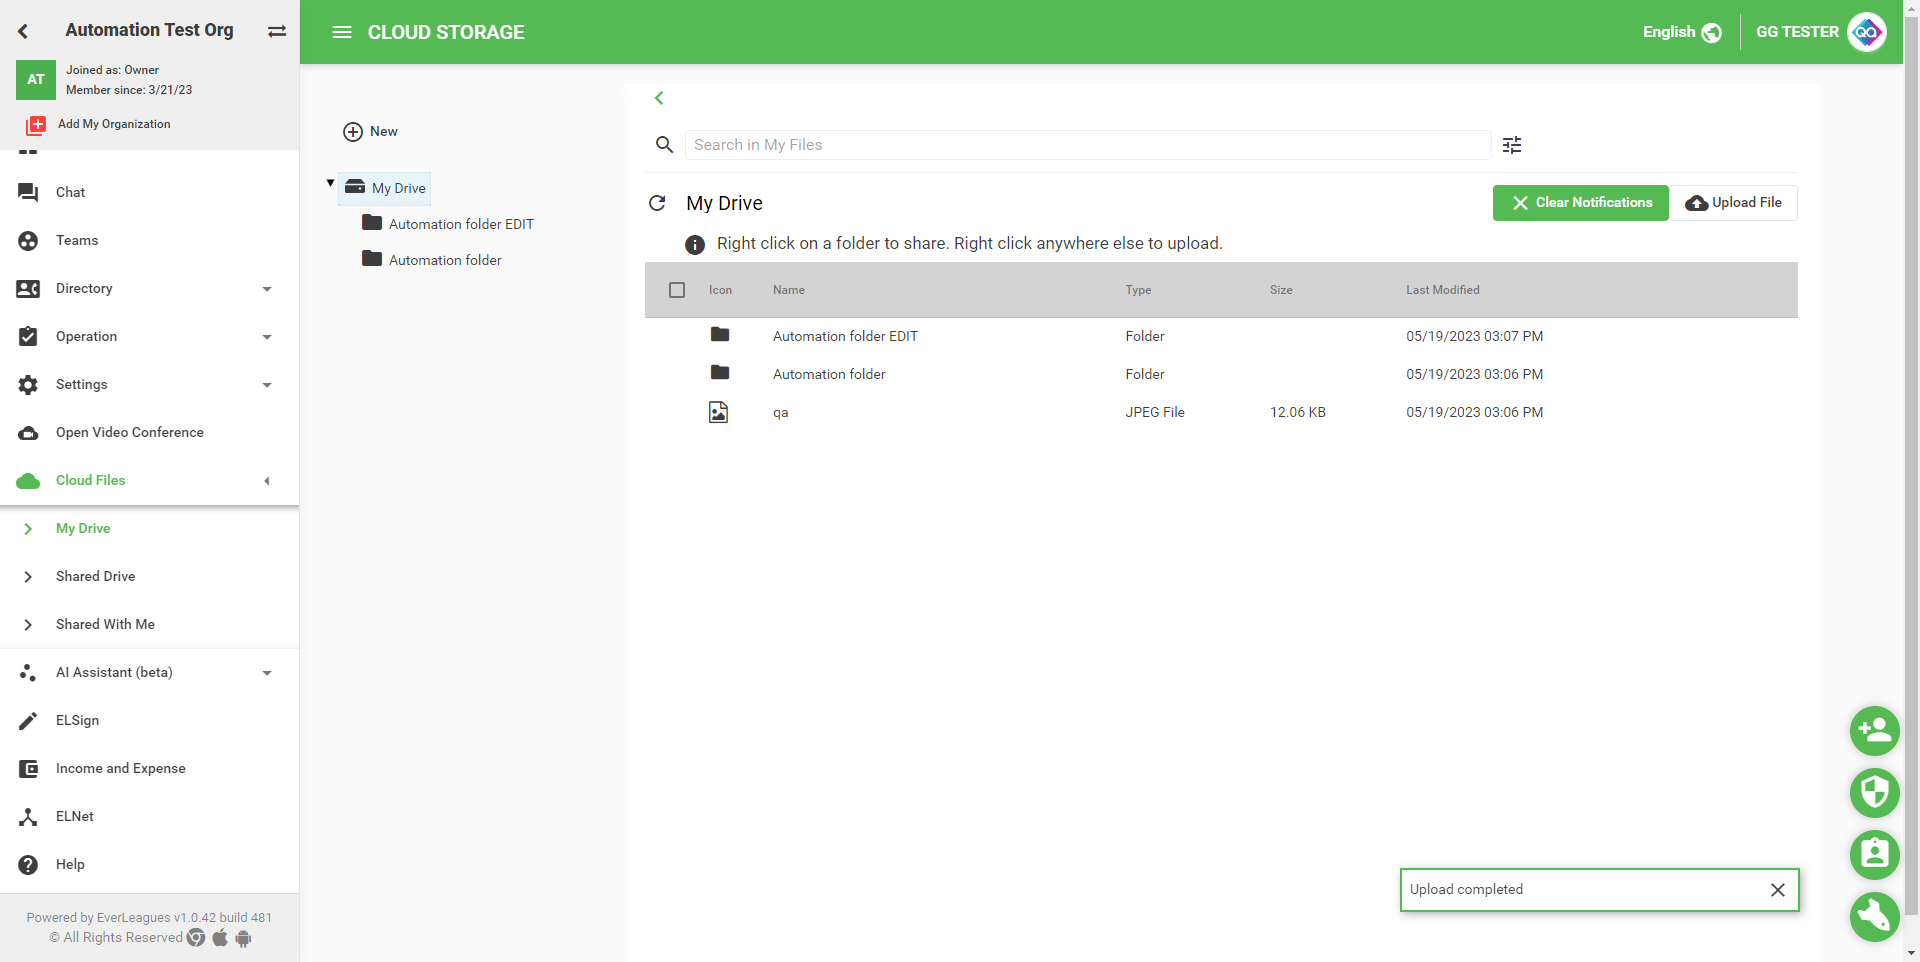 Automation Test Org
AT
Joined as: Owner
Member since: 3/21/23
Add My Organization
Chat
Teams
Directory
Operation
Settings
Open Video Conference
Cloud Files
My Drive
Shared Drive
Shared With Me
AI Assistant (beta)
ELSign
Income and Expense
ELNet
Help
Powered by EverLeagues v1.0.42 build 481
© All Rights Reserved
CLOUD STORAGE
English
GG TESTER
QA
New
My Drive
Automation folder EDIT
Automation folder
Search in My Files
My Drive
Clear Notifications
Upload File
Right click on a folder to share. Right click anywhere else to upload.
Icon Name Type Size Last Modified
Automation folder EDIT Folder 05/19/2023 03:07 PM
Automation folder Folder 05/19/2023 03:06 PM
qa JPEG File 12.06 KB 05/19/2023 03:06 PM
Upload completed